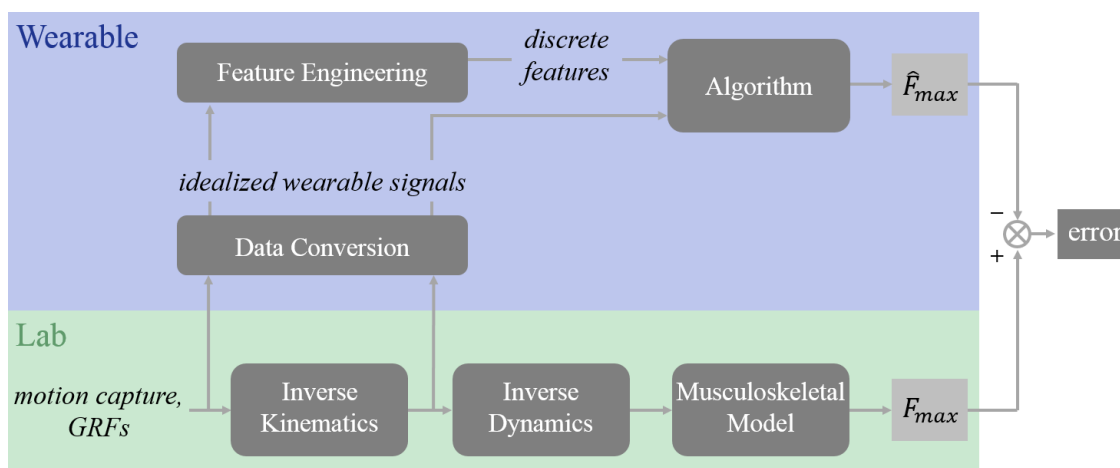 Wearable
Feature Engineering
discrete
features
Algorithm
F̂max
idealized wearable signals
Data Conversion
−
+
error
Lab
motion capture,
GRFs
Inverse
Kinematics
Inverse
Dynamics
Musculoskeletal
Model
Fmax